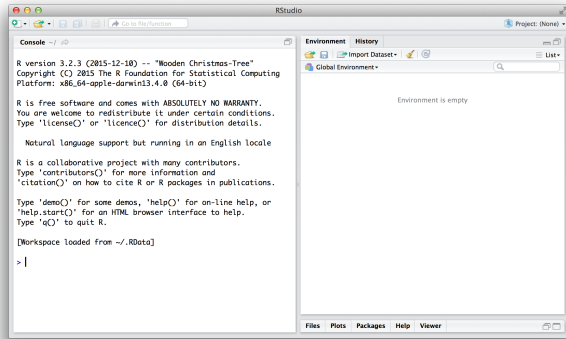 RStudio
Go to file/function
Project: (None)
Console ~/
R version 3.2.3 (2015-12-10) -- "Wooden Christmas-Tree"
Copyright (C) 2015 The R Foundation for Statistical Computing
Platform: x86_64-apple-darwin13.4.0 (64-bit)
R is free software and comes with ABSOLUTELY NO WARRANTY.
You are welcome to redistribute it under certain conditions.
Type 'license()' or 'licence()' for distribution details.
Natural language support but running in an English locale
R is a collaborative project with many contributors.
Type 'contributors()' for more information and
'citation()' on how to cite R or R packages in publications.
Type 'demo()' for some demos, 'help()' for on-line help, or
'help.start()' for an HTML browser interface to help.
Type 'q()' to quit R.
[Workspace loaded from ~/.RData]
>
Environment History
Import Dataset List
Global Environment
Environment is empty
Files Plots Packages Help Viewer